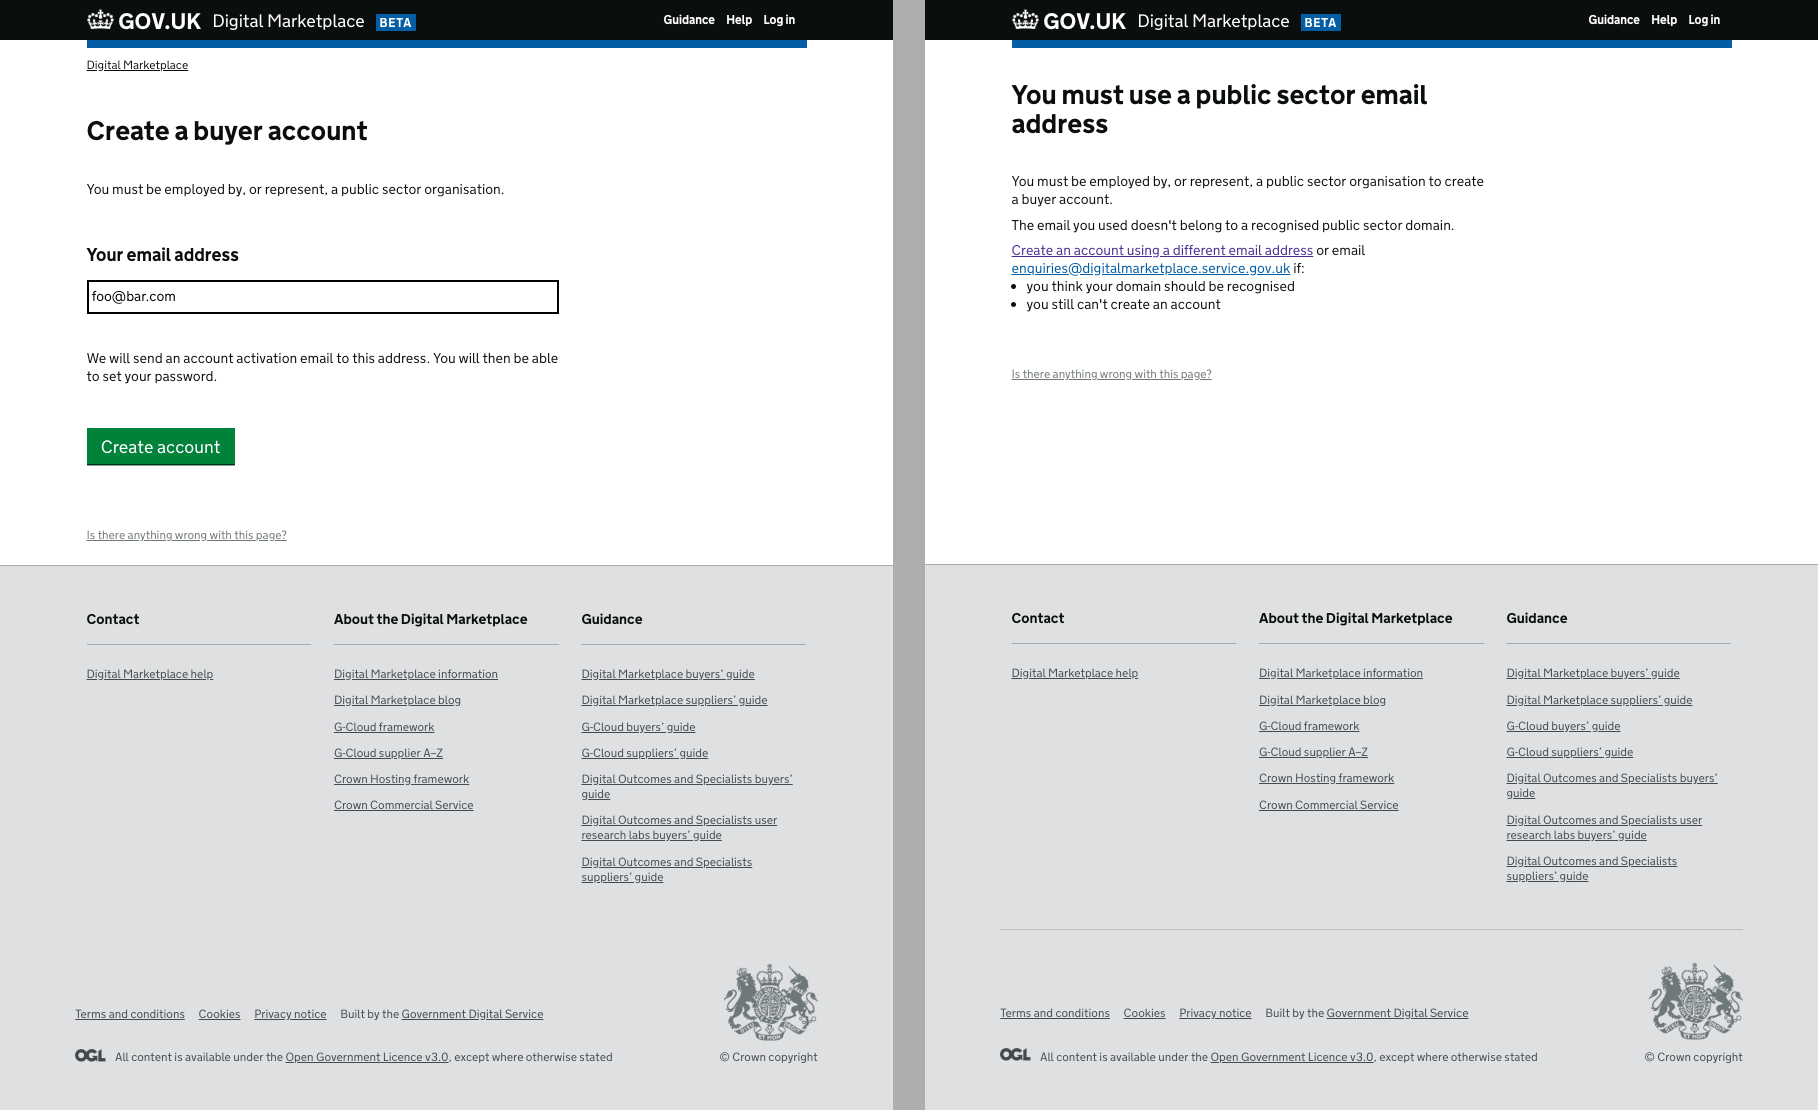 GOV.UK Digital Marketplace BETA
Guidance Help Log in
Digital Marketplace
Create a buyer account
You must be employed by, or represent, a public sector organisation.
Your email address
foo@bar.com
We will send an account activation email to this address. You will then be able
to set your password.
Create account
Is there anything wrong with this page?
Contact
Digital Marketplace help
About the Digital Marketplace
Digital Marketplace information
Digital Marketplace blog
G-Cloud framework
G-Cloud supplier A–Z
Crown Hosting framework
Crown Commercial Service
Guidance
Digital Marketplace buyers’ guide
Digital Marketplace suppliers’ guide
G-Cloud buyers’ guide
G-Cloud suppliers’ guide
Digital Outcomes and Specialists buyers’
guide
Digital Outcomes and Specialists user
research labs buyers’ guide
Digital Outcomes and Specialists
suppliers’ guide
Terms and conditions Cookies Privacy notice Built by the Government Digital Service
OGL All content is available under the Open Government Licence v3.0, except where otherwise stated
© Crown copyright
GOV.UK Digital Marketplace BETA
Guidance Help Log in
You must use a public sector email
address
You must be employed by, or represent, a public sector organisation to create
a buyer account.
The email you used doesn't belong to a recognised public sector domain.
Create an account using a different email address or email
enquiries@digitalmarketplace.service.gov.uk if:
• you think your domain should be recognised
• you still can't create an account
Is there anything wrong with this page?
Contact
Digital Marketplace help
About the Digital Marketplace
Digital Marketplace information
Digital Marketplace blog
G-Cloud framework
G-Cloud supplier A–Z
Crown Hosting framework
Crown Commercial Service
Guidance
Digital Marketplace buyers’ guide
Digital Marketplace suppliers’ guide
G-Cloud buyers’ guide
G-Cloud suppliers’ guide
Digital Outcomes and Specialists buyers’
guide
Digital Outcomes and Specialists user
research labs buyers’ guide
Digital Outcomes and Specialists
suppliers’ guide
Terms and conditions Cookies Privacy notice Built by the Government Digital Service
OGL All content is available under the Open Government Licence v3.0, except where otherwise stated
© Crown copyright